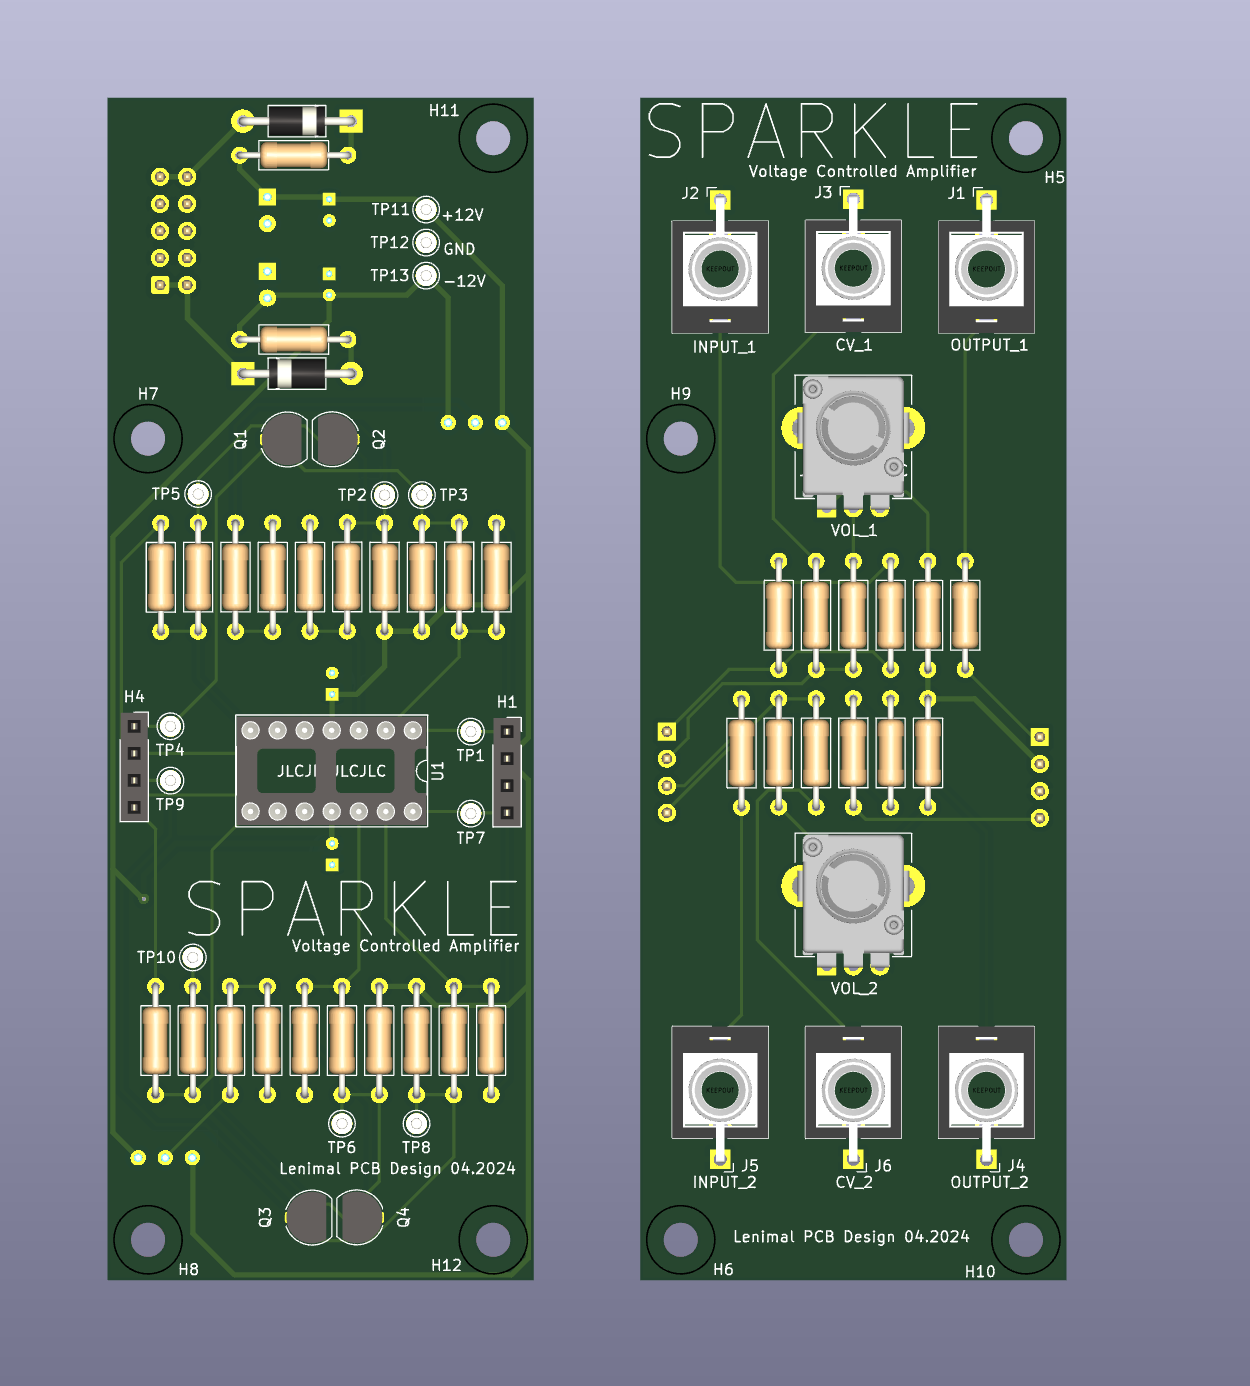 H11
TP11 +12V
TP12 GND
TP13 -12V
H7
Q1 Q2
TP5 TP2 TP3
H4 H1
TP4 TP1
JLCJ JLCJLC U1
TP9
TP7
SPARKLE
Voltage Controlled Amplifier
TP10
TP6 TP8
Lenimal PCB Design 04.2024
Q3 Q4
H8 H12
SPARKLE
Voltage Controlled Amplifier
H5
J2 J3 J1
KEEPOUT KEEPOUT KEEPOUT
INPUT_1 CV_1 OUTPUT_1
H9
VOL_1
VOL_2
KEEPOUT KEEPOUT KEEPOUT
J5 J6 J4
INPUT_2 CV_2 OUTPUT_2
Lenimal PCB Design 04.2024
H6 H10